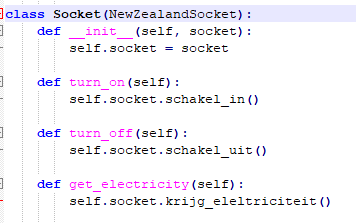 class Socket(NewZealandSocket):
    def __init__(self, socket):
        self.socket = socket
    def turn_on(self):
        self.socket.schakel_in()
    def turn_off(self):
        self.socket.schakel_uit()
    def get_electricity(self):
        self.socket.krijg_eleltriciteit()